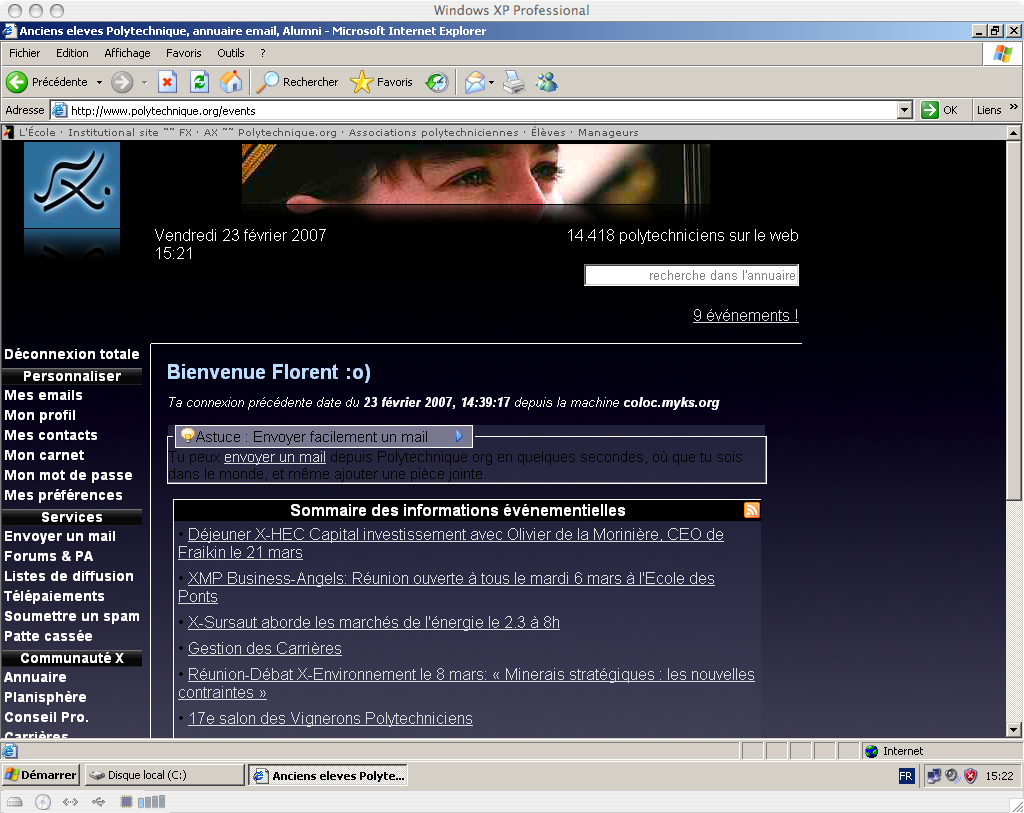 Windows XP Professional
Anciens eleves Polytechnique, annuaire email, Alumni - Microsoft Internet Explorer
Fichier Edition Affichage Favoris Outils ?
Précédente Rechercher Favoris
Adresse http://www.polytechnique.org/events OK Liens »
L'École · Institutional site ~~ FX · AX ~~ Polytechnique.org · Associations polytechniciennes · Élèves · Manageurs
Vendredi 23 février 2007 14.418 polytechniciens sur le web
15:21
recherche dans l'annuaire
9 événements !
Déconnexion totale
Personnaliser
Mes emails
Mon profil
Mes contacts
Mon carnet
Mon mot de passe
Mes préférences
Services
Envoyer un mail
Forums & PA
Listes de diffusion
Télépaiements
Soumettre un spam
Patte cassée
Communauté X
Annuaire
Planisphère
Conseil Pro.
Carrières
Bienvenue Florent :o)
Ta connexion précédente date du 23 février 2007, 14:39:17 depuis la machine coloc.myks.org
Astuce : Envoyer facilement un mail
Tu peux envoyer un mail depuis Polytechnique.org en quelques secondes, où que tu sois
dans le monde, et même ajouter une pièce jointe.
Sommaire des informations événementielles
· Déjeuner X-HEC Capital investissement avec Olivier de la Morinière, CEO de
Fraikin le 21 mars
· XMP Business-Angels: Réunion ouverte à tous le mardi 6 mars à l'Ecole des
Ponts
· X-Sursaut aborde les marchés de l'énergie le 2.3 à 8h
· Gestion des Carrières
· Réunion-Débat X-Environnement le 8 mars: « Minerais stratégiques : les nouvelles
contraintes »
· 17e salon des Vignerons Polytechniciens
Internet
Démarrer Disque local (C:) Anciens eleves Polyte... FR 15:22